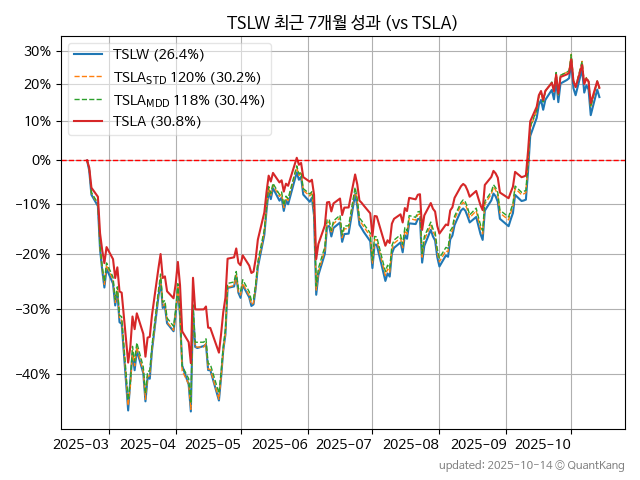 TSLW 최근 7개월 성과 (vs TSLA)
TSLW (26.4%)
TSLA_STD 120% (30.2%)
TSLA_MDD 118% (30.4%)
TSLA (30.8%)
30%
20%
10%
0%
−10%
−20%
−30%
−40%
2025-03 2025-04 2025-05 2025-06 2025-07 2025-08 2025-09 2025-10
updated: 2025-10-14 © QuantKang